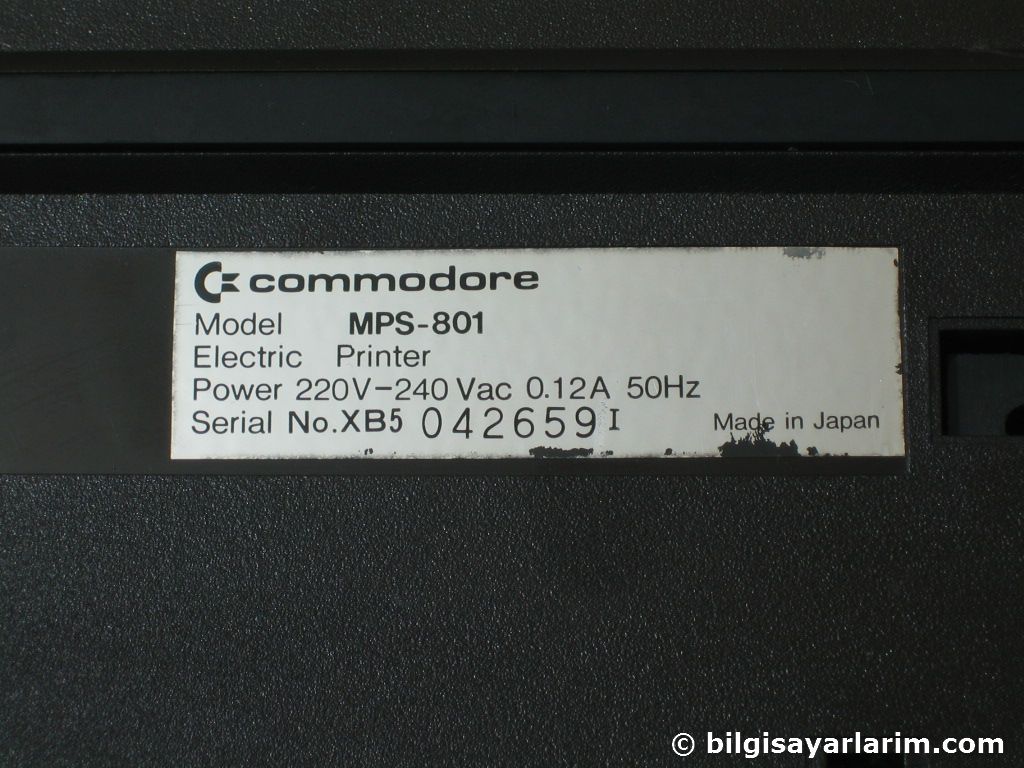 commodore
Model MPS-801
Electric Printer
Power 220V-240 Vac 0.12A 50Hz
Serial No.XB5 042659 I Made in Japan
© bilgisayarlarim.com